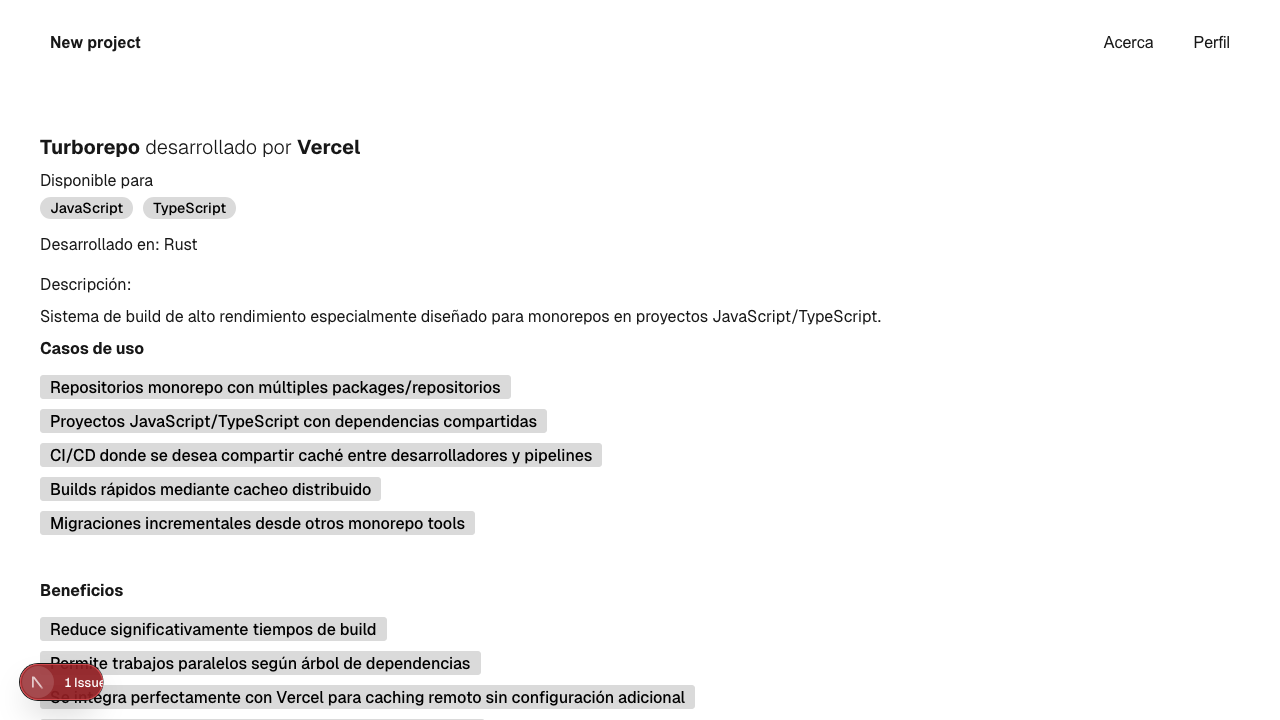 New project
Acerca
Perfil
Turborepo desarrollado por Vercel
Disponible para
JavaScript
TypeScript
Desarrollado en: Rust
Descripción:
Sistema de build de alto rendimiento especialmente diseñado para monorepos en proyectos JavaScript/TypeScript.
Casos de uso
Repositorios monorepo con múltiples packages/repositorios
Proyectos JavaScript/TypeScript con dependencias compartidas
CI/CD donde se desea compartir caché entre desarrolladores y pipelines
Builds rápidos mediante cacheo distribuido
Migraciones incrementales desde otros monorepo tools
Beneficios
Reduce significativamente tiempos de build
Permite trabajos paralelos según árbol de dependencias
Se integra perfectamente con Vercel para caching remoto sin configuración adicional
1 Issue